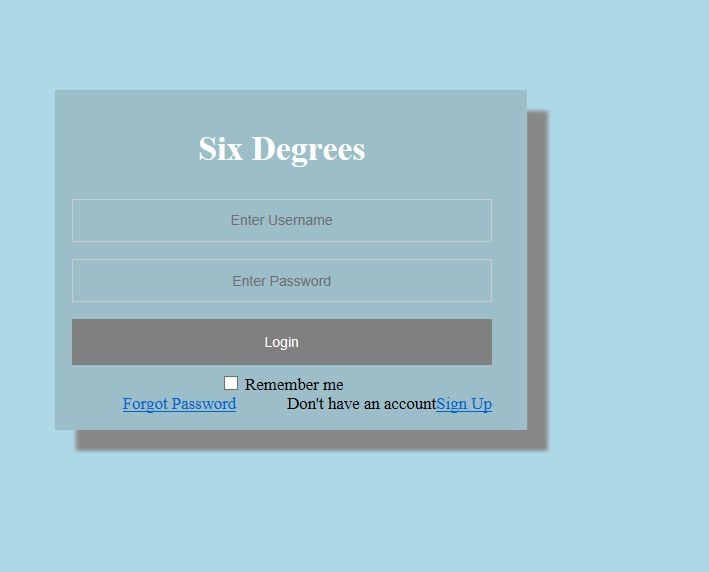 Six Degrees
Enter Username
Enter Password
Login
Remember me
Forgot Password Don't have an accountSign Up